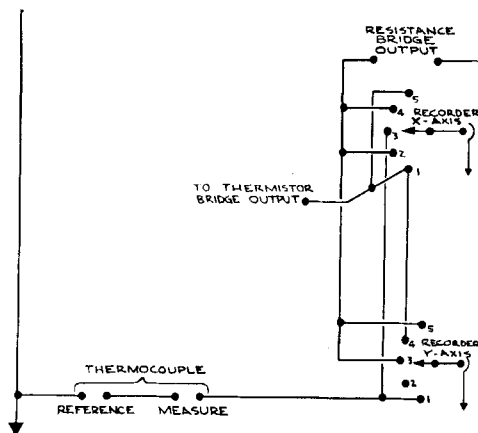 RESISTANCE
BRIDGE
OUTPUT
5
4
RECORDER
X-AXIS
3
2
1
TO THERMISTOR
BRIDGE OUTPUT
5
4
RECORDER
Y-AXIS
3
2
1
THERMOCOUPLE
REFERENCE
MEASURE